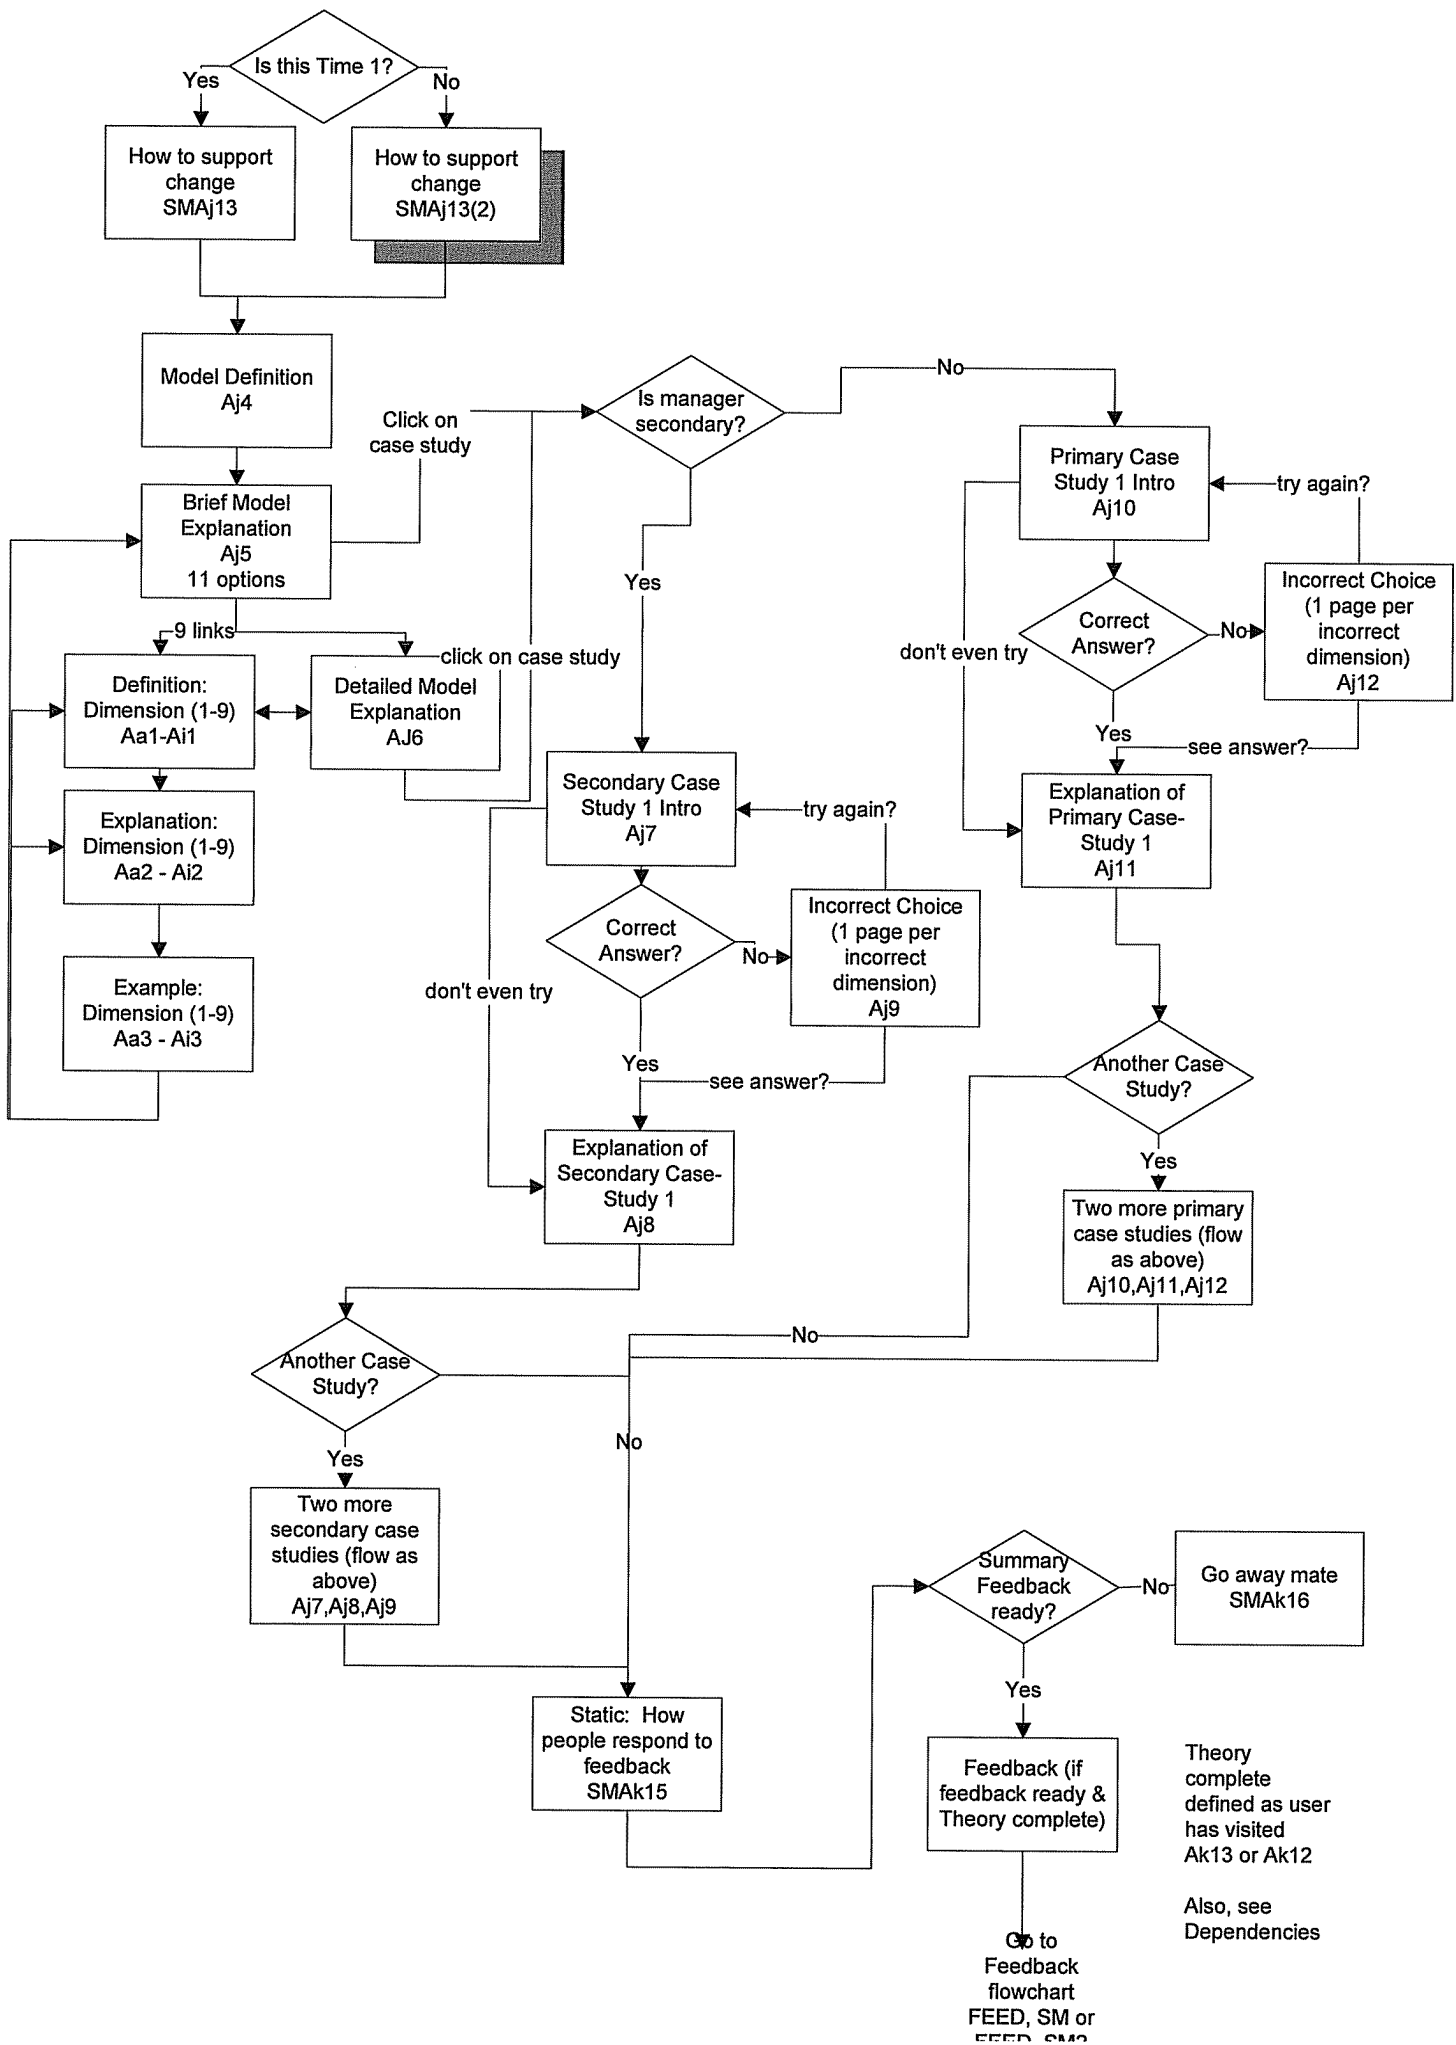 Is this Time 1?
Yes
No
How to support
change
SMAj13
How to support
change
SMAj13(2)
Model Definition
Aj4
Click on
case study
Is manager
secondary?
No
Primary Case
Study 1 Intro
Aj10
try again?
Brief Model
Explanation
Aj5
11 options
Yes
Correct
Answer?
No
Incorrect Choice
(1 page per
incorrect
dimension)
Aj12
9 links
click on case study
don't even try
Definition:
Dimension (1-9)
Aa1-Ai1
Detailed Model
Explanation
AJ6
Yes
see answer?
Secondary Case
Study 1 Intro
Aj7
try again?
Explanation of
Primary Case-
Study 1
Aj11
Explanation:
Dimension (1-9)
Aa2 - Ai2
Correct
Answer?
No
Incorrect Choice
(1 page per
incorrect
dimension)
Aj9
don't even try
Example:
Dimension (1-9)
Aa3 - Ai3
Yes
see answer?
Another Case
Study?
Yes
Explanation of
Secondary Case-
Study 1
Aj8
Two more primary
case studies (flow
as above)
Aj10,Aj11,Aj12
No
Another Case
Study?
No
Yes
Two more
secondary case
studies (flow as
above)
Aj7,Aj8,Aj9
Summary
Feedback
ready?
No
Go away mate
SMAk16
Yes
Static: How
people respond to
feedback
SMAk15
Feedback (if
feedback ready &
Theory complete)
Theory
complete
defined as user
has visited
Ak13 or Ak12
Also, see
Dependencies
Go to
Feedback
flowchart
FEED, SM or
FEED, SM2